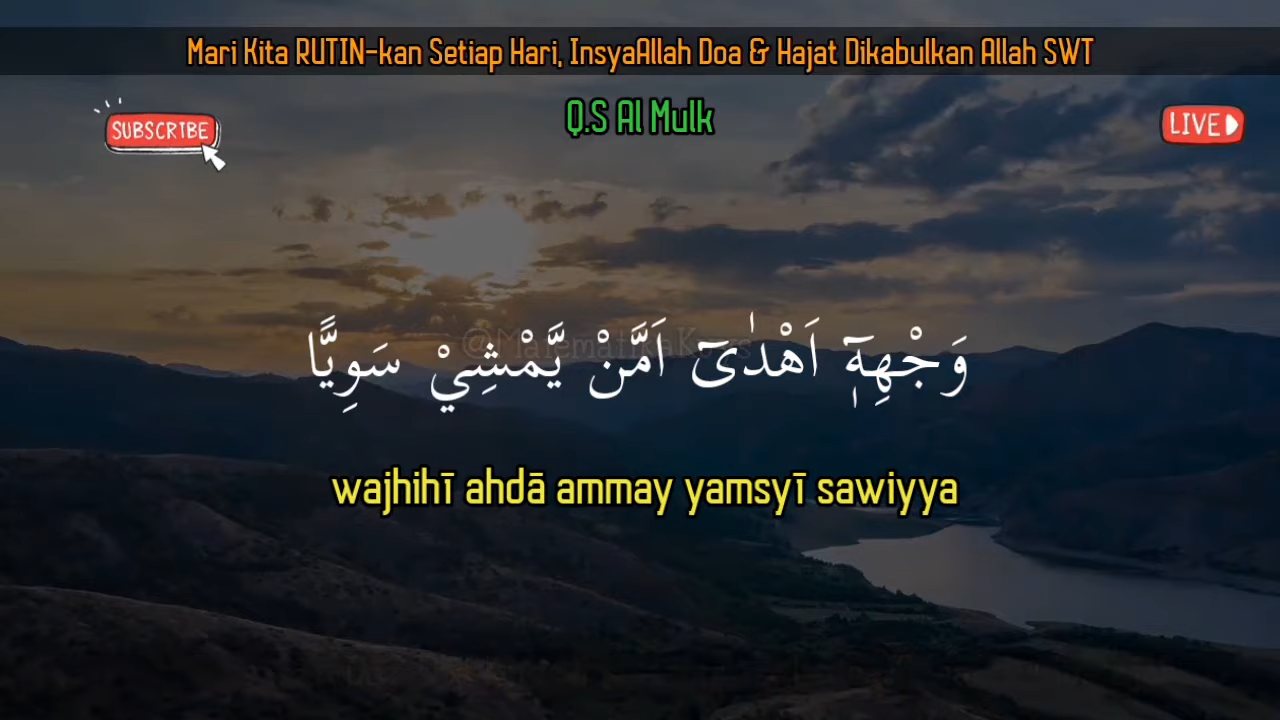 Mari Kita RUTIN-kan Setiap Hari, InsyaAllah Doa & Hajat Dikabulkan Allah SWT
Q.S Al Mulk
SUBSCRIBE
LIVE
وَجْهِهٖٓ اَهْدٰىٓ اَمَّنْ يَّمْشِيْ سَوِيًّا
wajhihī ahdā ammay yamsyī sawiyya